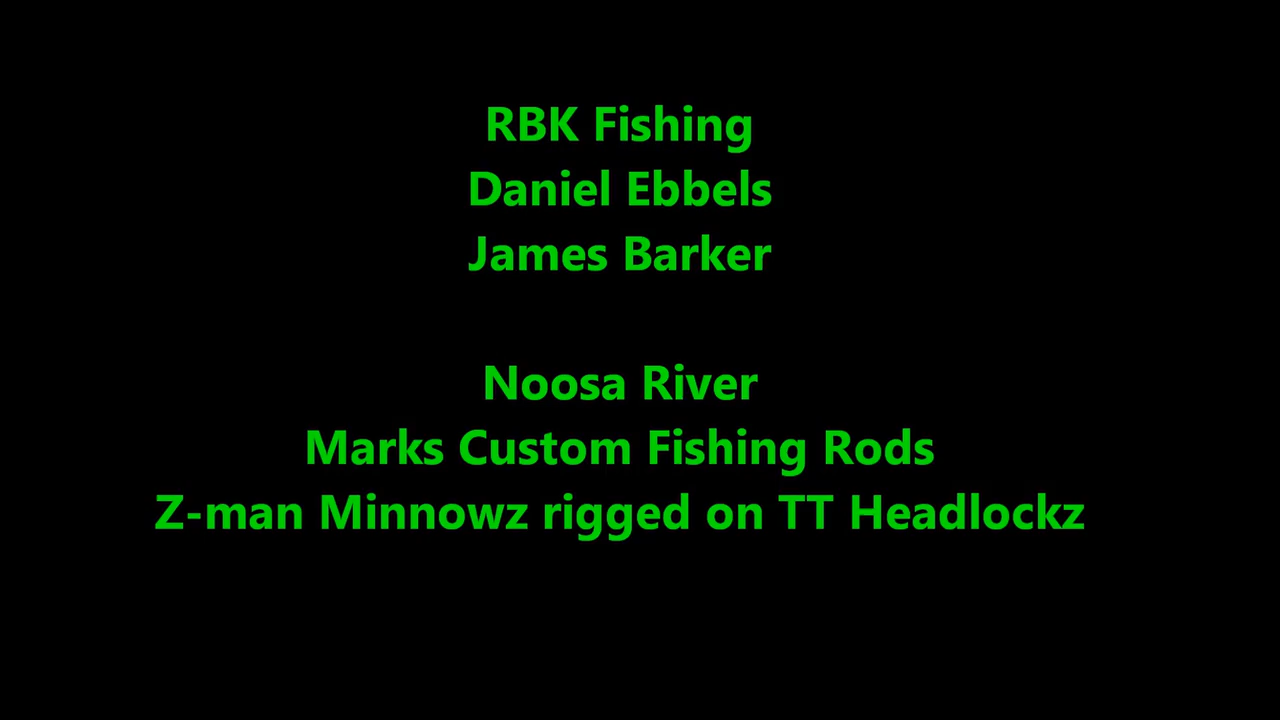 RBK Fishing
Daniel Ebbels
James Barker
Noosa River
Marks Custom Fishing Rods
Z-man Minnowz rigged on TT Headlockz